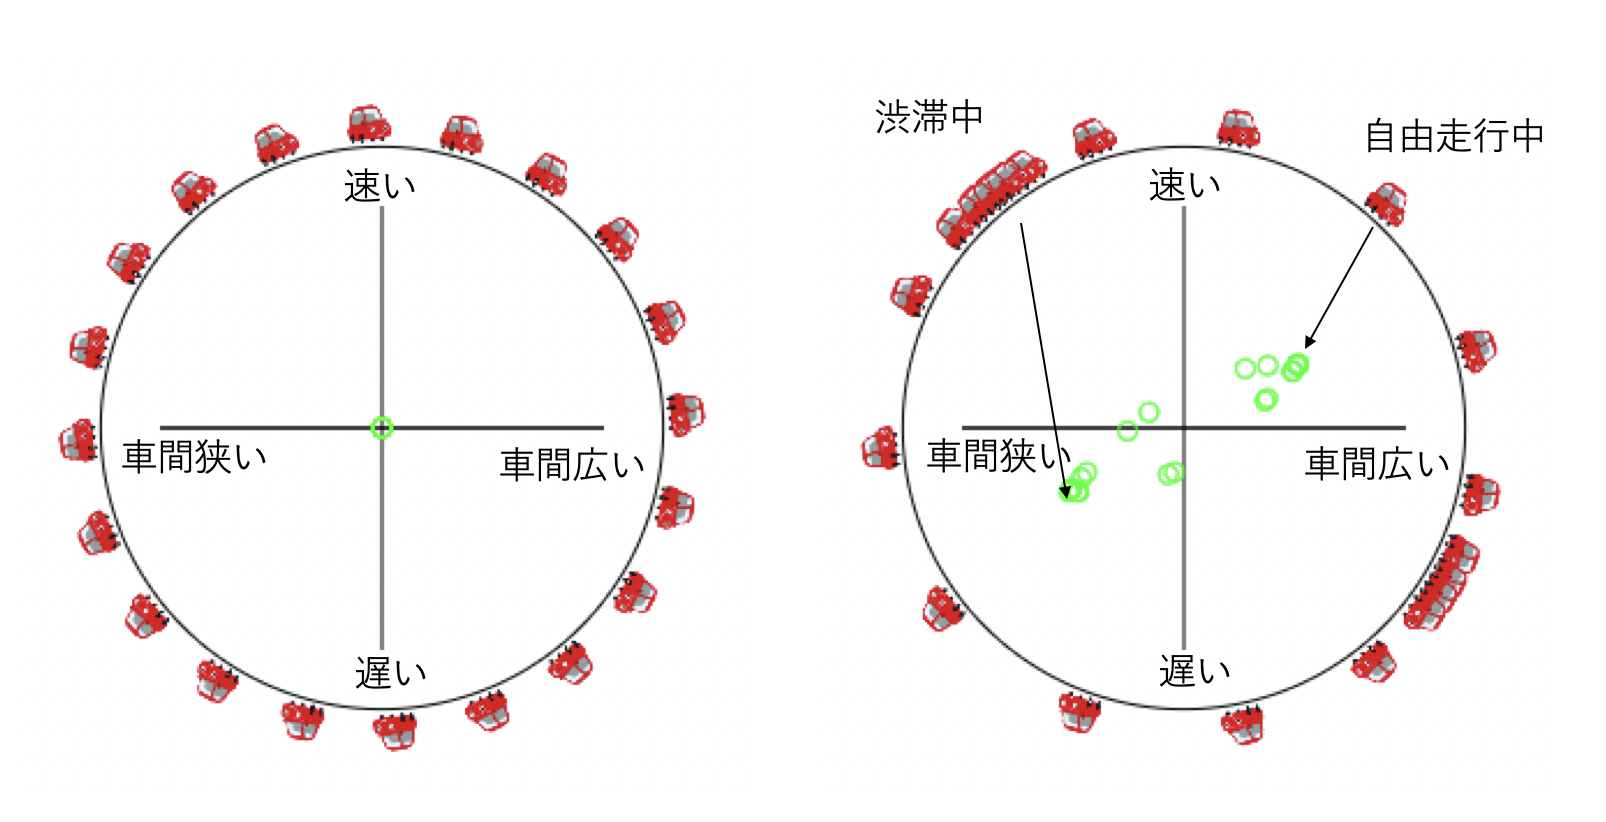 速い
車間狭い
車間広い
遅い
渋滞中
自由走行中
速い
車間狭い
車間広い
遅い